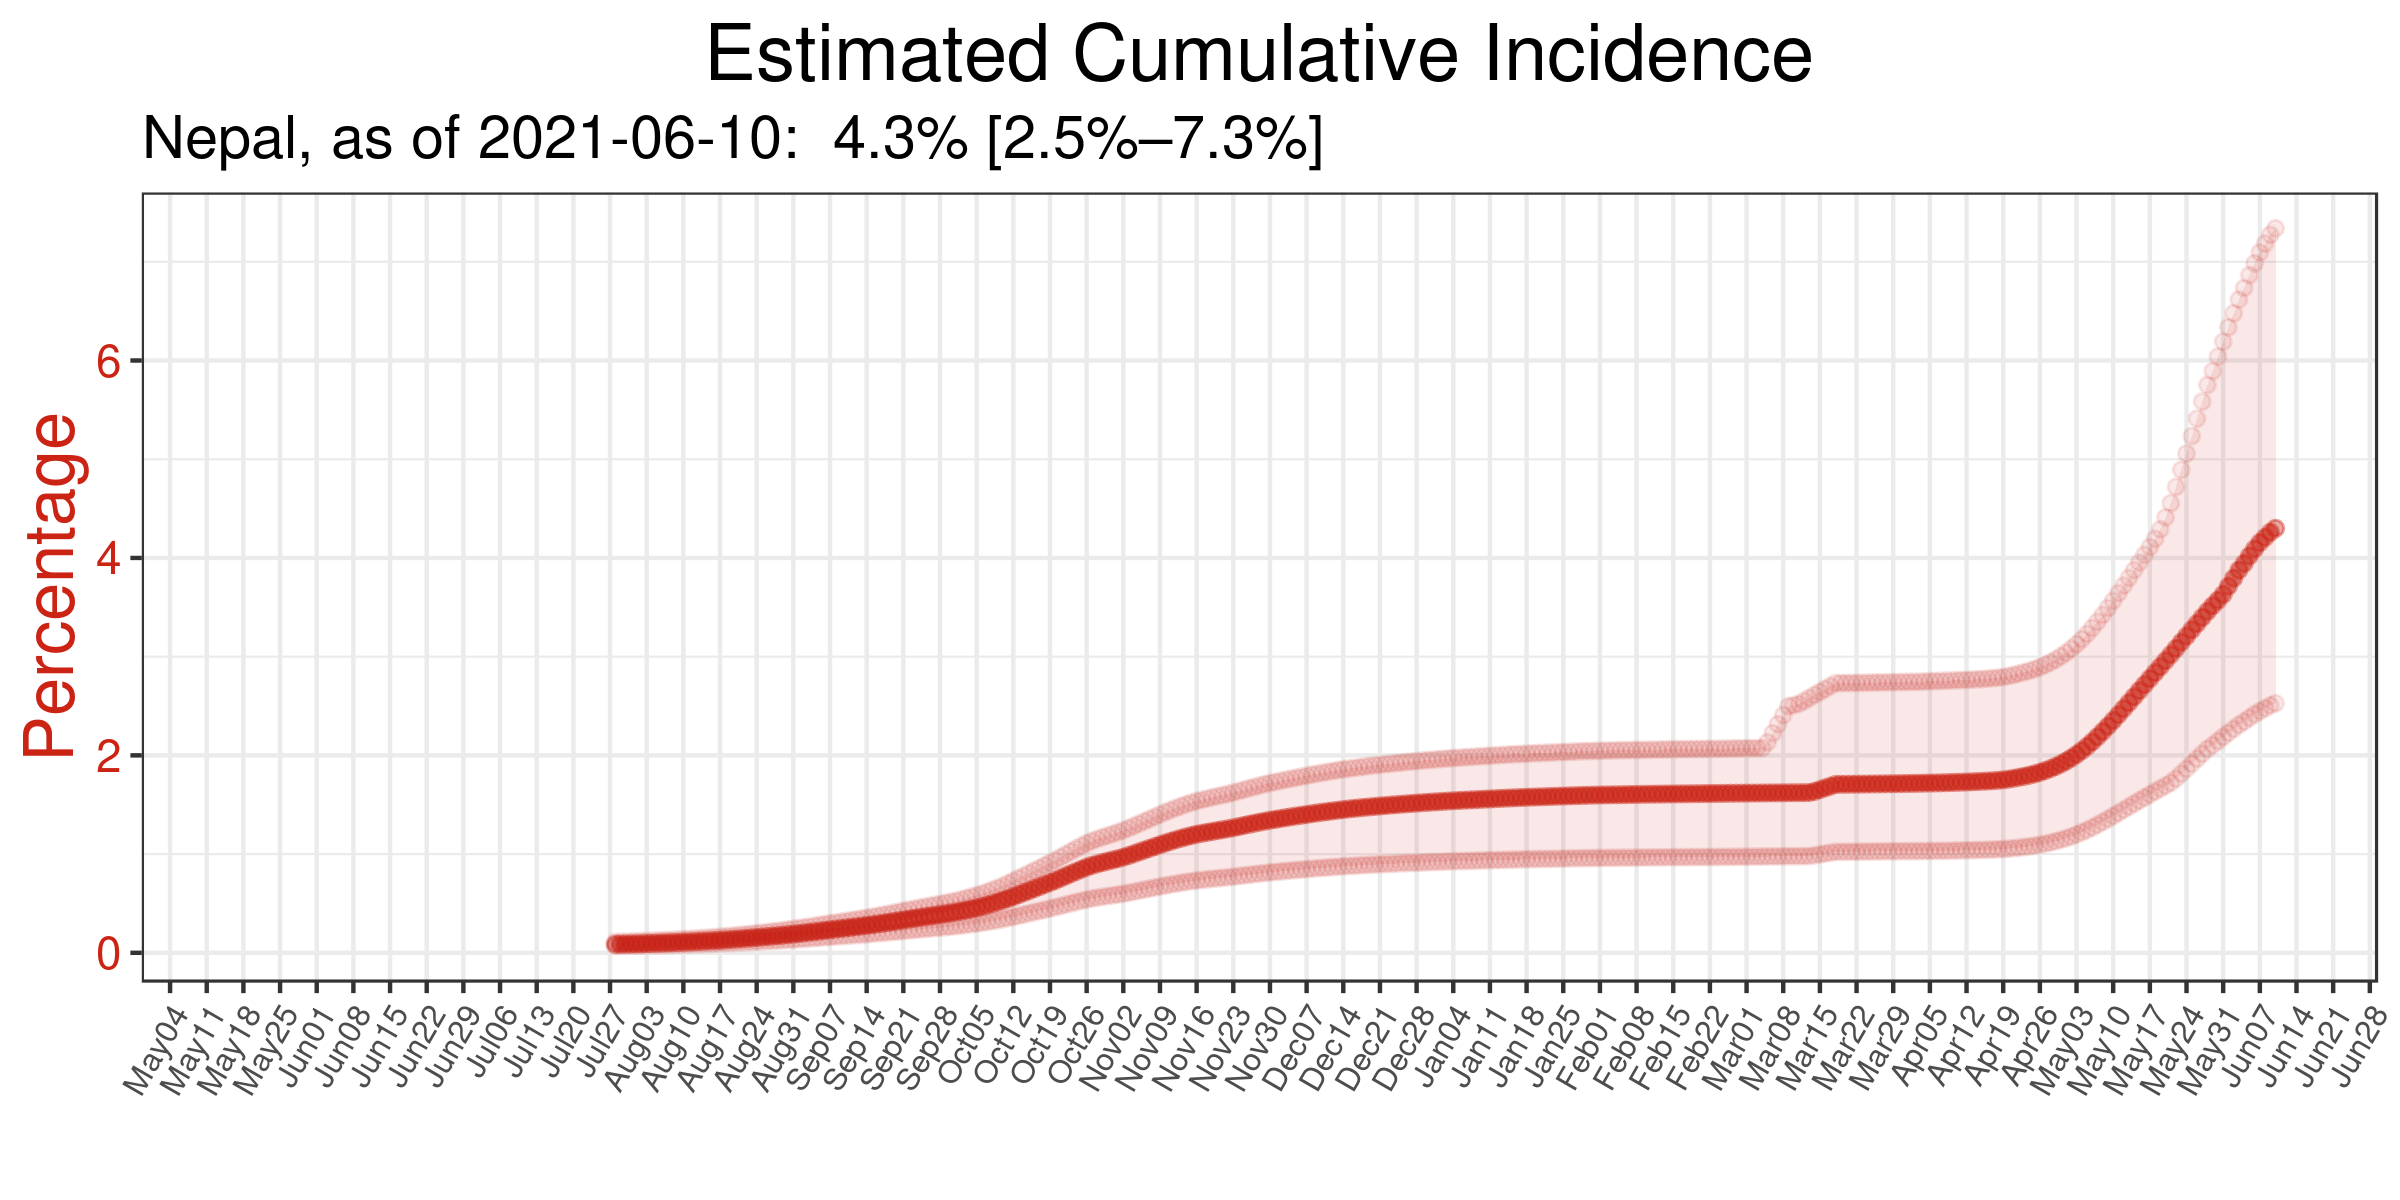 Estimated Cumulative Incidence
Nepal, as of 2021-06-10:  4.3% [2.5%–7.3%]
Percentage
6
4
2
0
May04
May11
May18
May25
Jun01
Jun08
Jun15
Jun22
Jun29
Jul06
Jul13
Jul20
Jul27
Aug03
Aug10
Aug17
Aug24
Aug31
Sep07
Sep14
Sep21
Sep28
Oct05
Oct12
Oct19
Oct26
Nov02
Nov09
Nov16
Nov23
Nov30
Dec07
Dec14
Dec21
Dec28
Jan04
Jan11
Jan18
Jan25
Feb01
Feb08
Feb15
Feb22
Mar01
Mar08
Mar15
Mar22
Mar29
Apr05
Apr12
Apr19
Apr26
May03
May10
May17
May24
May31
Jun07
Jun14
Jun21
Jun28